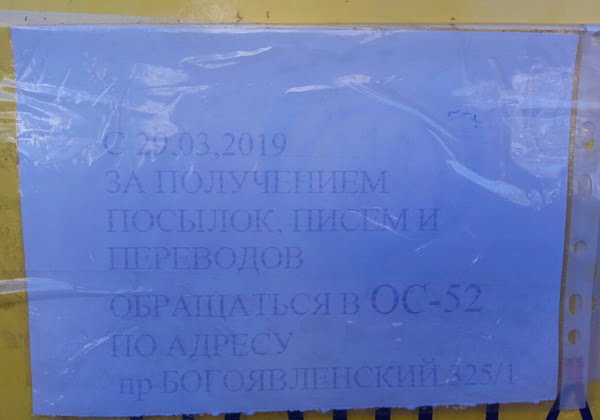 С 29,03,2019
ЗА ПОЛУЧЕНИЕМ
ПОСЫЛОК, ПИСЕМ И
ПЕРЕВОДОВ
ОБРАЩАТЬСЯ В ОС-52
ПО АДРЕСУ
пр БОГОЯВЛЕНСКИЙ 325/1